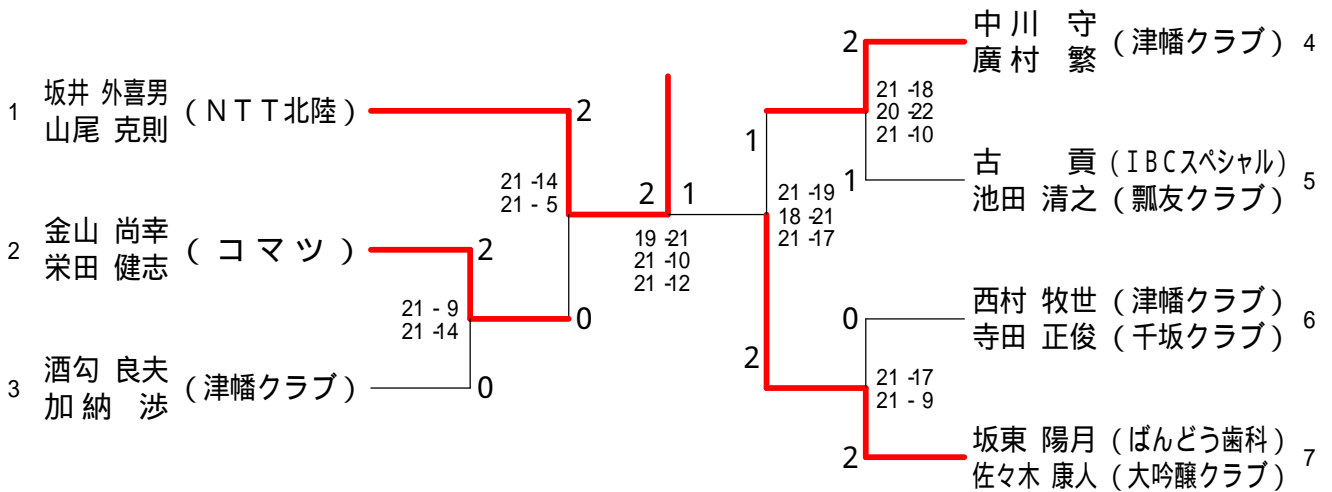 1 坂井 外喜男 (NTT北陸)
山尾 克則
2 金山 尚幸 (コマツ)
栄田 健志
3 酒勾 良夫 (津幡クラブ)
加納 渉
2
21 -14
21 - 5
2
21 - 9
21 -14
0
0
2 1
19 -21
21 -10
21 -12
1
21 -19
18 -21
21 -17
2
2
21 -18
20 -22
21 -10
1
0
21 -17
21 - 9
2
中川 守 (津幡クラブ) 4
廣村 繁
古 貢 (IBCスペシャル) 5
池田 清之 (瓢友クラブ)
西村 牧世 (津幡クラブ) 6
寺田 正俊 (千坂クラブ)
坂東 陽月 (ばんどう歯科) 7
佐々木 康人 (大吟醸クラブ)